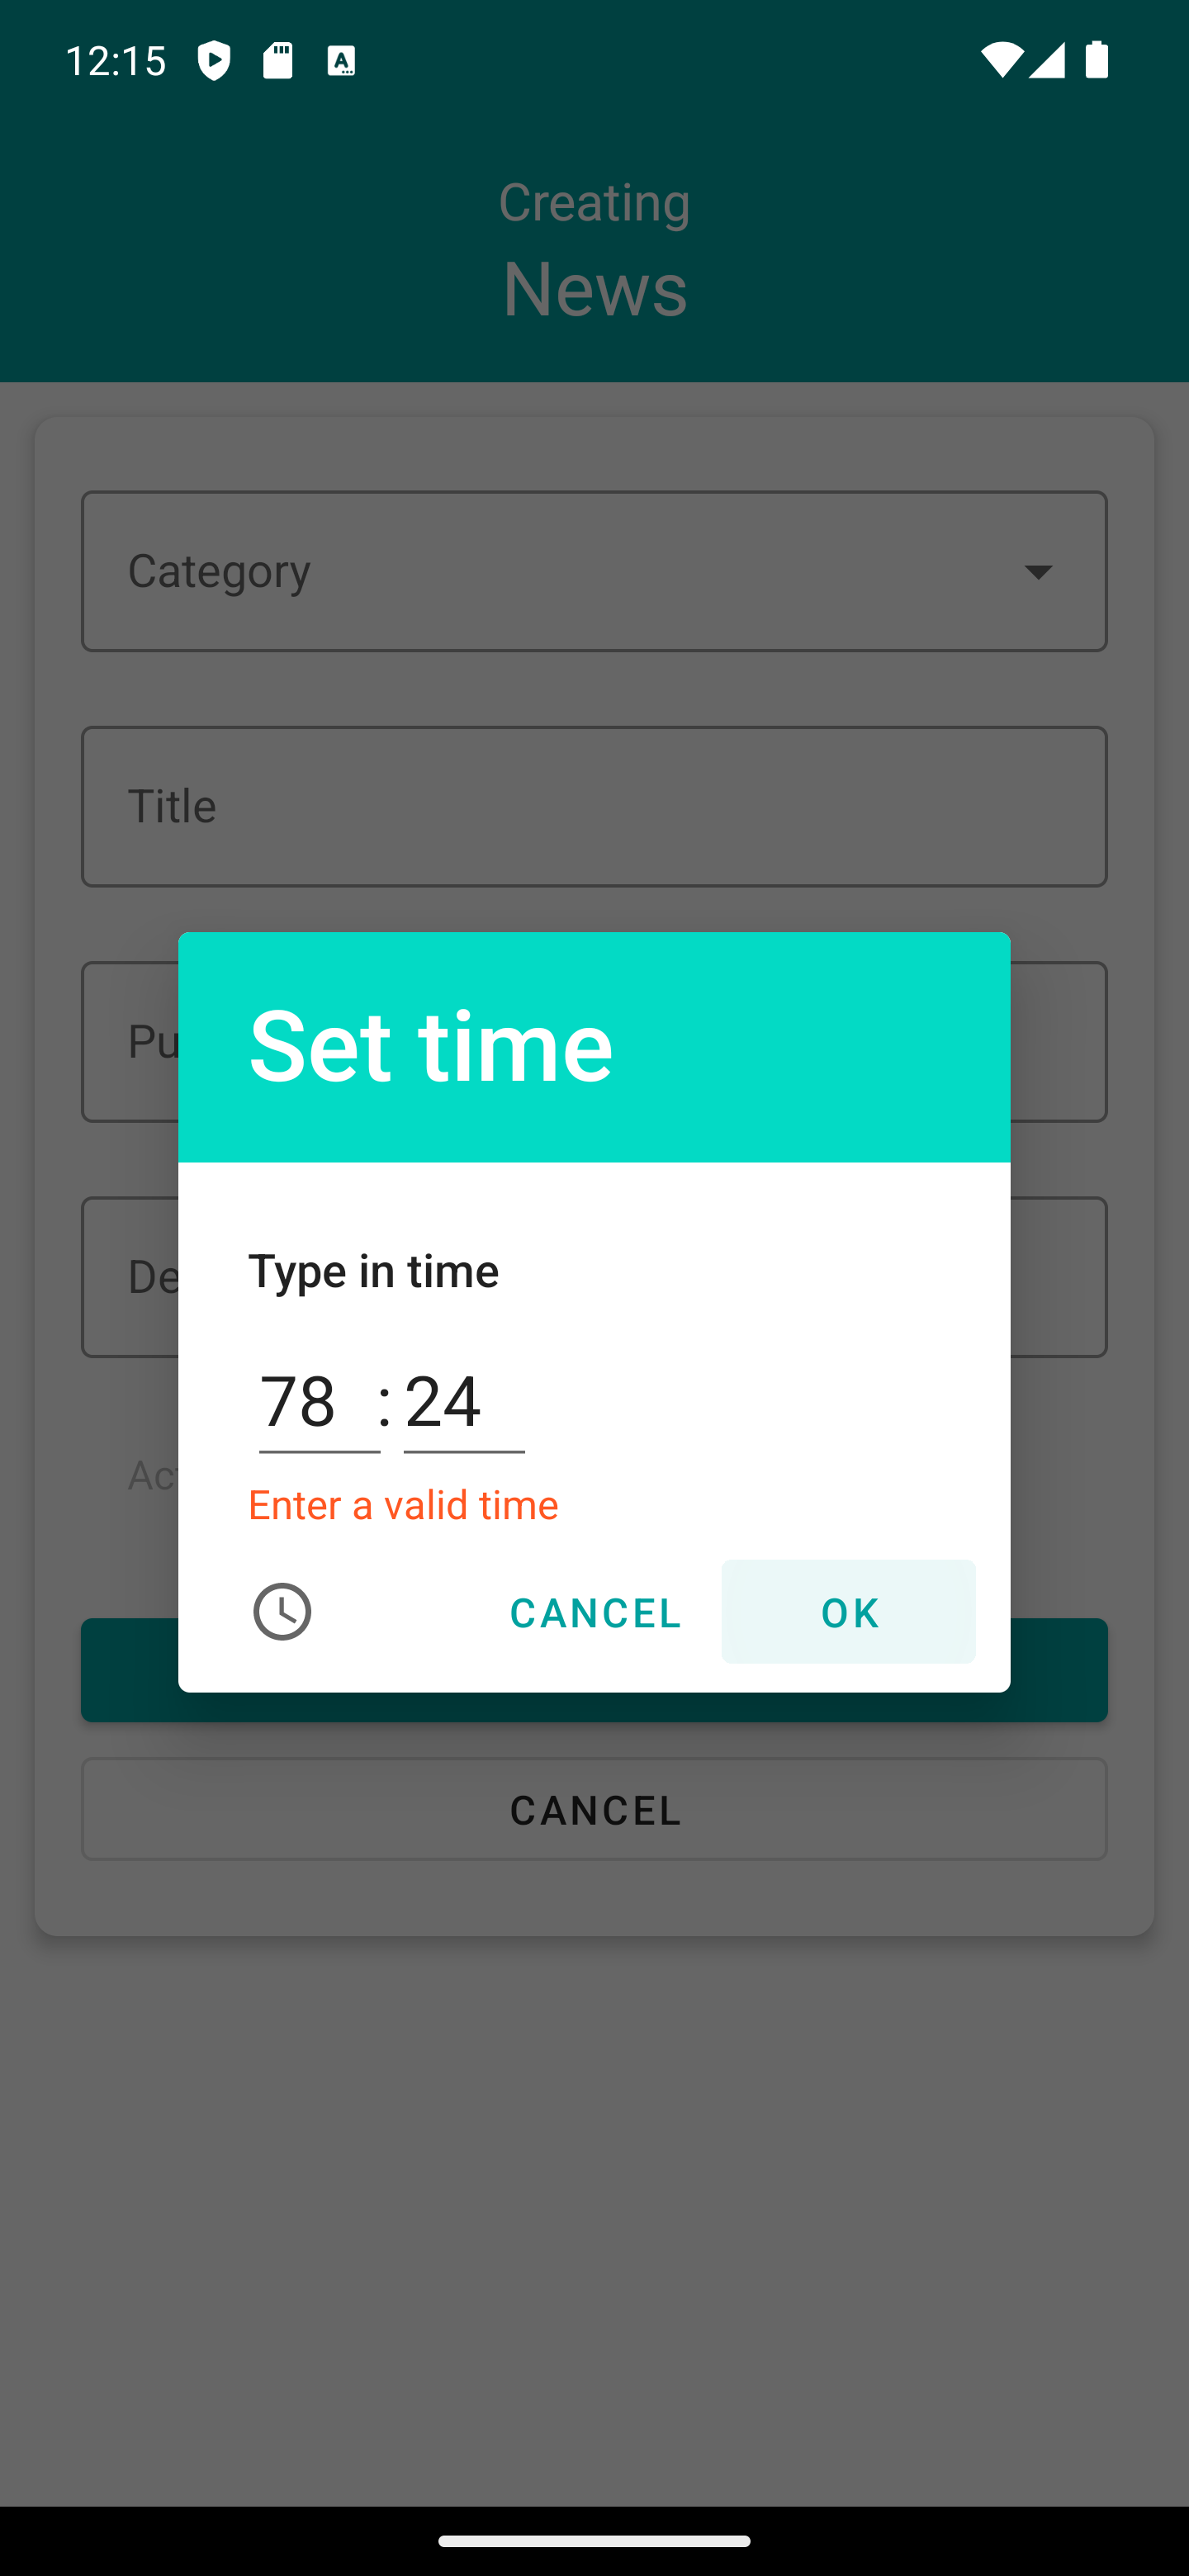 12:15
Creating
News
Category
Title
Pu
De
Set time
Type in time
78 : 24
Enter a valid time
CANCEL OK
CANCEL